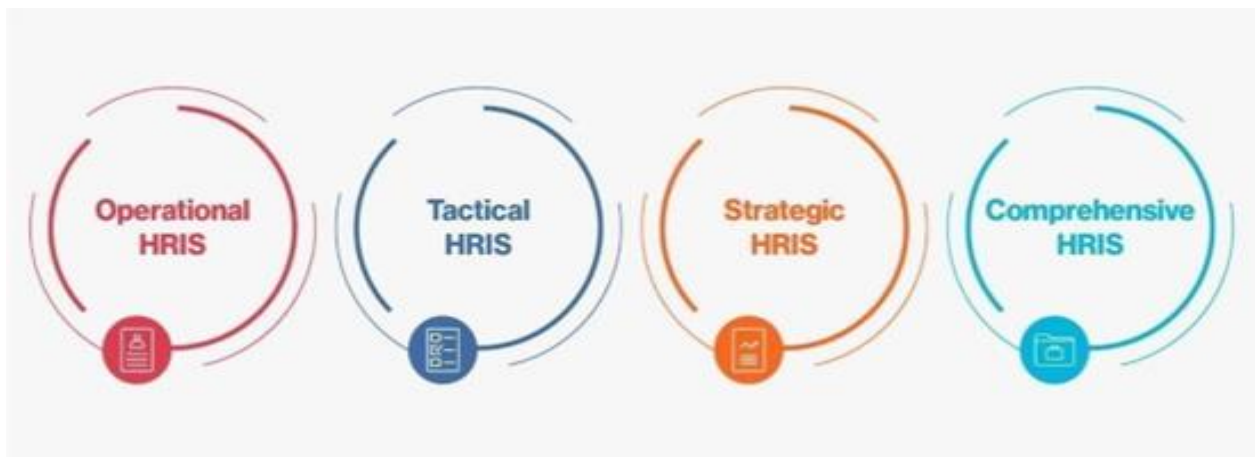 Operational
HRIS
Tactical
HRIS
Strategic
HRIS
Comprehensive
HRIS